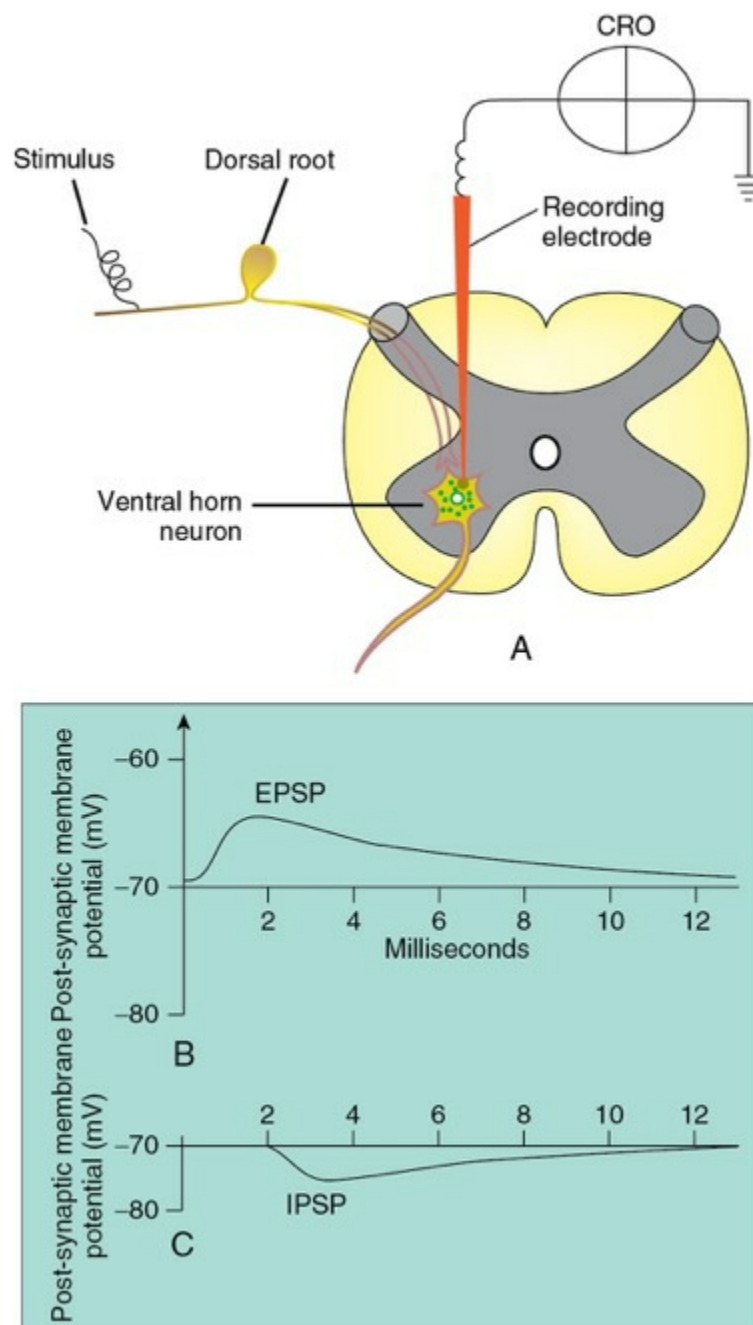 CRO
Stimulus
Dorsal root
Recording
electrode
Ventral horn
neuron
A
Post-synaptic membrane
potential (mV)
–60
–70
–80
EPSP
2 4 6 8 10 12
Milliseconds
B
Post-synaptic membrane
potential (mV)
2 4 6 8 10 12
–70
–80
IPSP
C